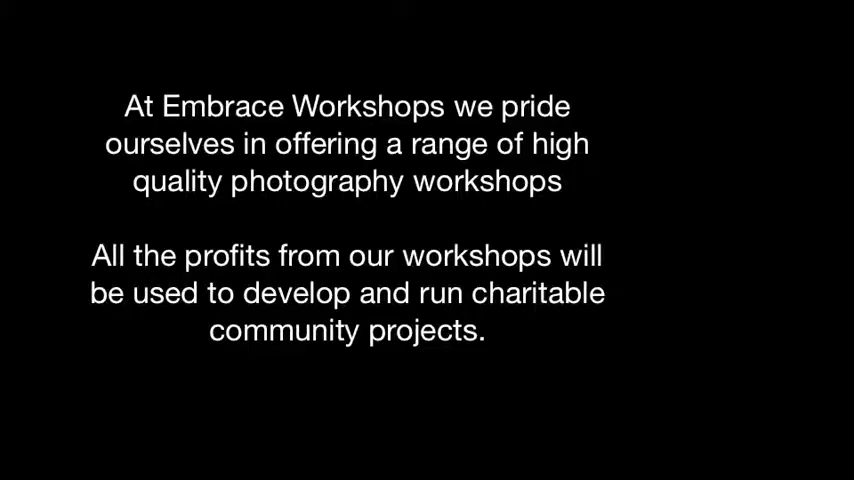 At Embrace Workshops we pride
ourselves in offering a range of high
quality photography workshops
All the profits from our workshops will
be used to develop and run charitable
community projects.